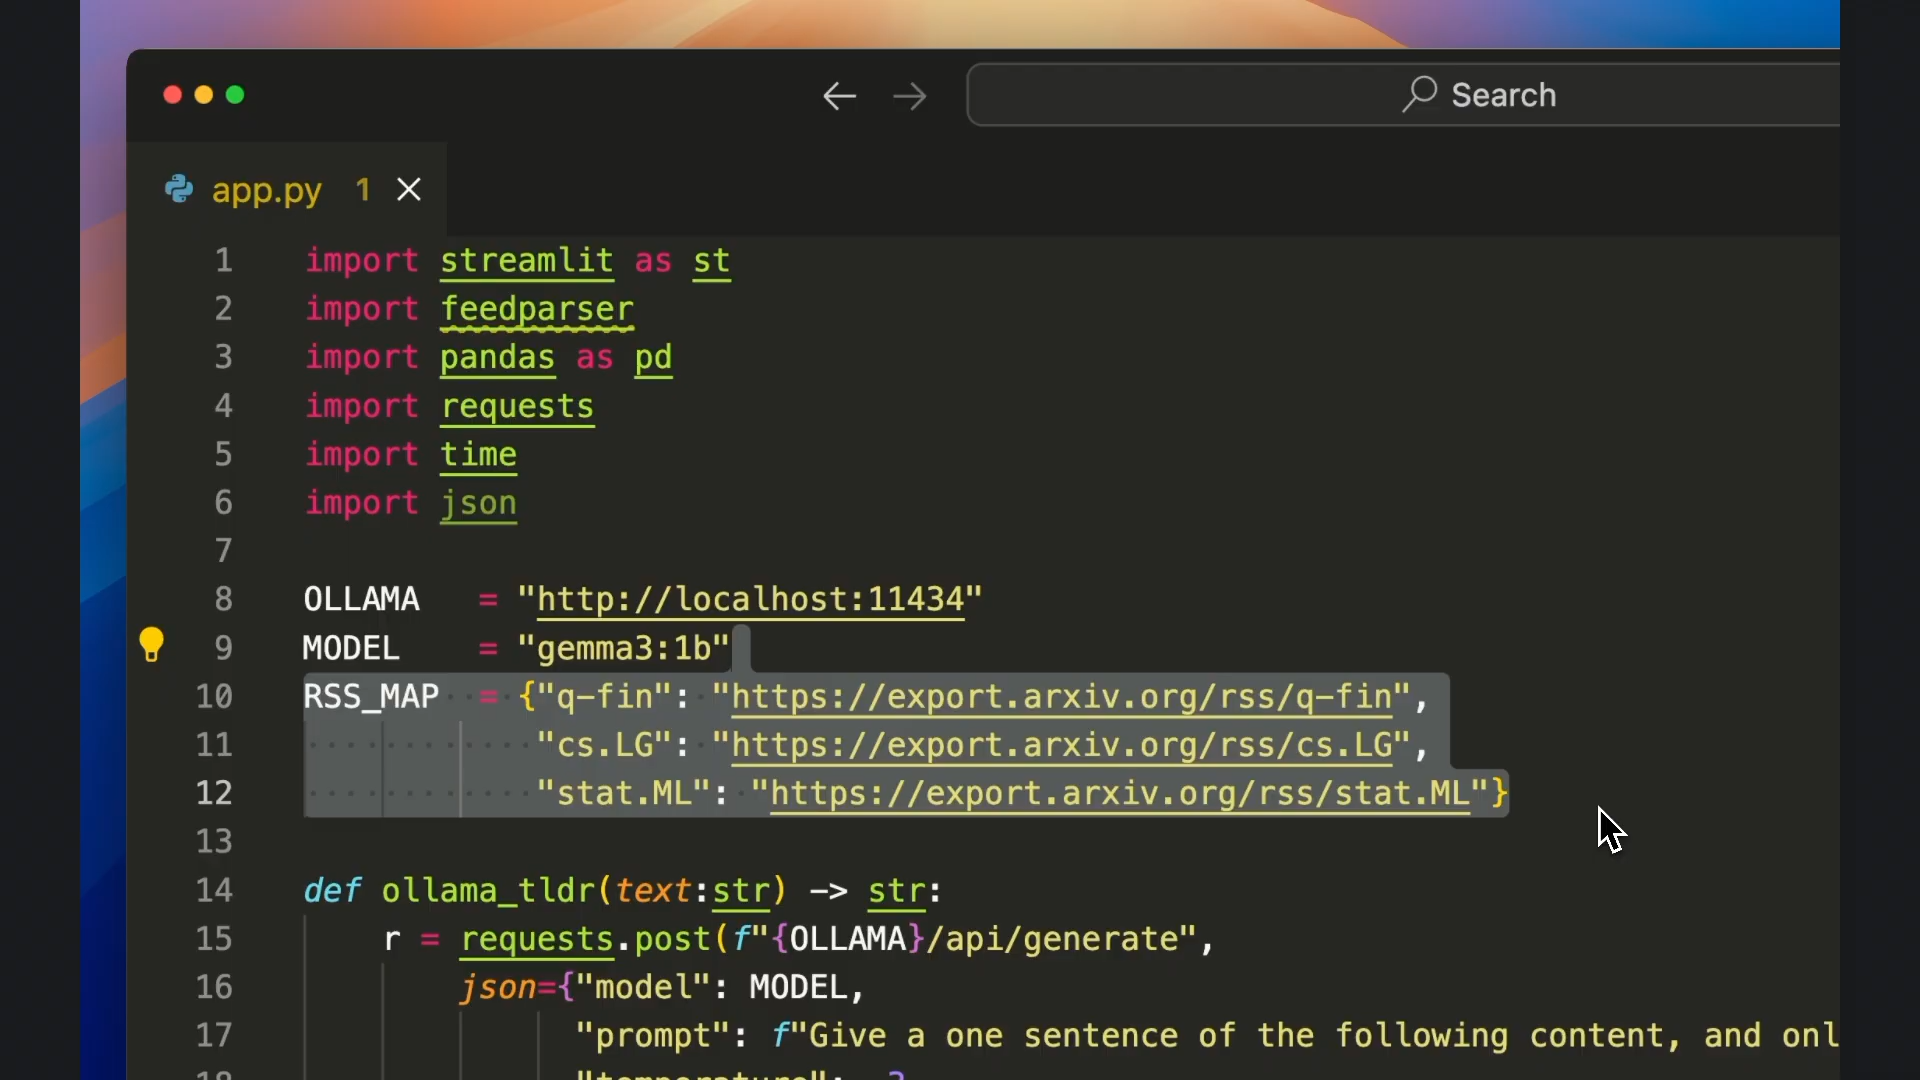 Search
app.py 1
1 import streamlit as st
2 import feedparser
3 import pandas as pd
4 import requests
5 import time
6 import json
7
8 OLLAMA = "http://localhost:11434"
9 MODEL = "gemma3:1b"
10 RSS_MAP = {"q-fin": "https://export.arxiv.org/rss/q-fin",
11 "cs.LG": "https://export.arxiv.org/rss/cs.LG",
12 "stat.ML": "https://export.arxiv.org/rss/stat.ML"}
13
14 def ollama_tldr(text:str) -> str:
15 r = requests.post(f"{OLLAMA}/api/generate",
16 json={"model": MODEL,
17 "prompt": f"Give a one sentence of the following content, and onl
18 "temperature":